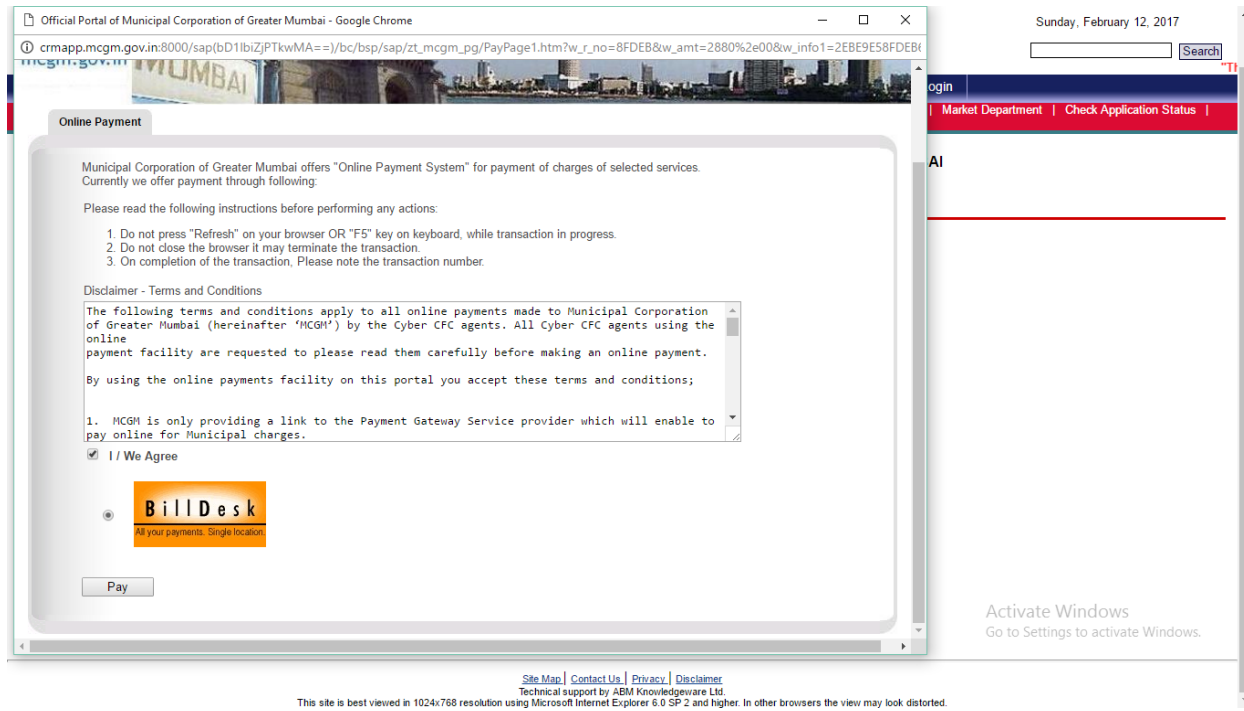 Official Portal of Municipal Corporation of Greater Mumbai - Google Chrome
crmapp.mcgm.gov.in:8000/sap(bD1lbiZjPTkwMA==)/bc/bsp/sap/zt_mcgm_pg/PayPage1.htm?w_r_no=8FDEB&w_amt=2880%2e00&w_info1=2EBE9E58FDEB
Sunday, February 12, 2017
Search
mcgm.gov.in
MUMBAI
ogin
Market Department | Check Application Status |
AI
Online Payment
Municipal Corporation of Greater Mumbai offers "Online Payment System" for payment of charges of selected services.
Currently we offer payment through following:
Please read the following instructions before performing any actions:
1. Do not press "Refresh" on your browser OR "F5" key on keyboard, while transaction in progress.
2. Do not close the browser it may terminate the transaction.
3. On completion of the transaction, Please note the transaction number.
Disclaimer - Terms and Conditions
The following terms and conditions apply to all online payments made to Municipal Corporation
of Greater Mumbai (hereinafter ‘MCGM’) by the Cyber CFC agents. All Cyber CFC agents using the
online
payment facility are requested to please read them carefully before making an online payment.
By using the online payments facility on this portal you accept these terms and conditions;
1. MCGM is only providing a link to the Payment Gateway Service provider which will enable to
pay online for Municipal charges.
I / We Agree
BillDesk
All your payments. Single location.
Pay
Activate Windows
Go to Settings to activate Windows.
Site Map | Contact Us | Privacy | Disclaimer
Technical support by ABM Knowledgeware Ltd.
This site is best viewed in 1024x768 resolution using Microsoft Internet Explorer 6.0 SP 2 and higher. In other browsers the view may look distorted.